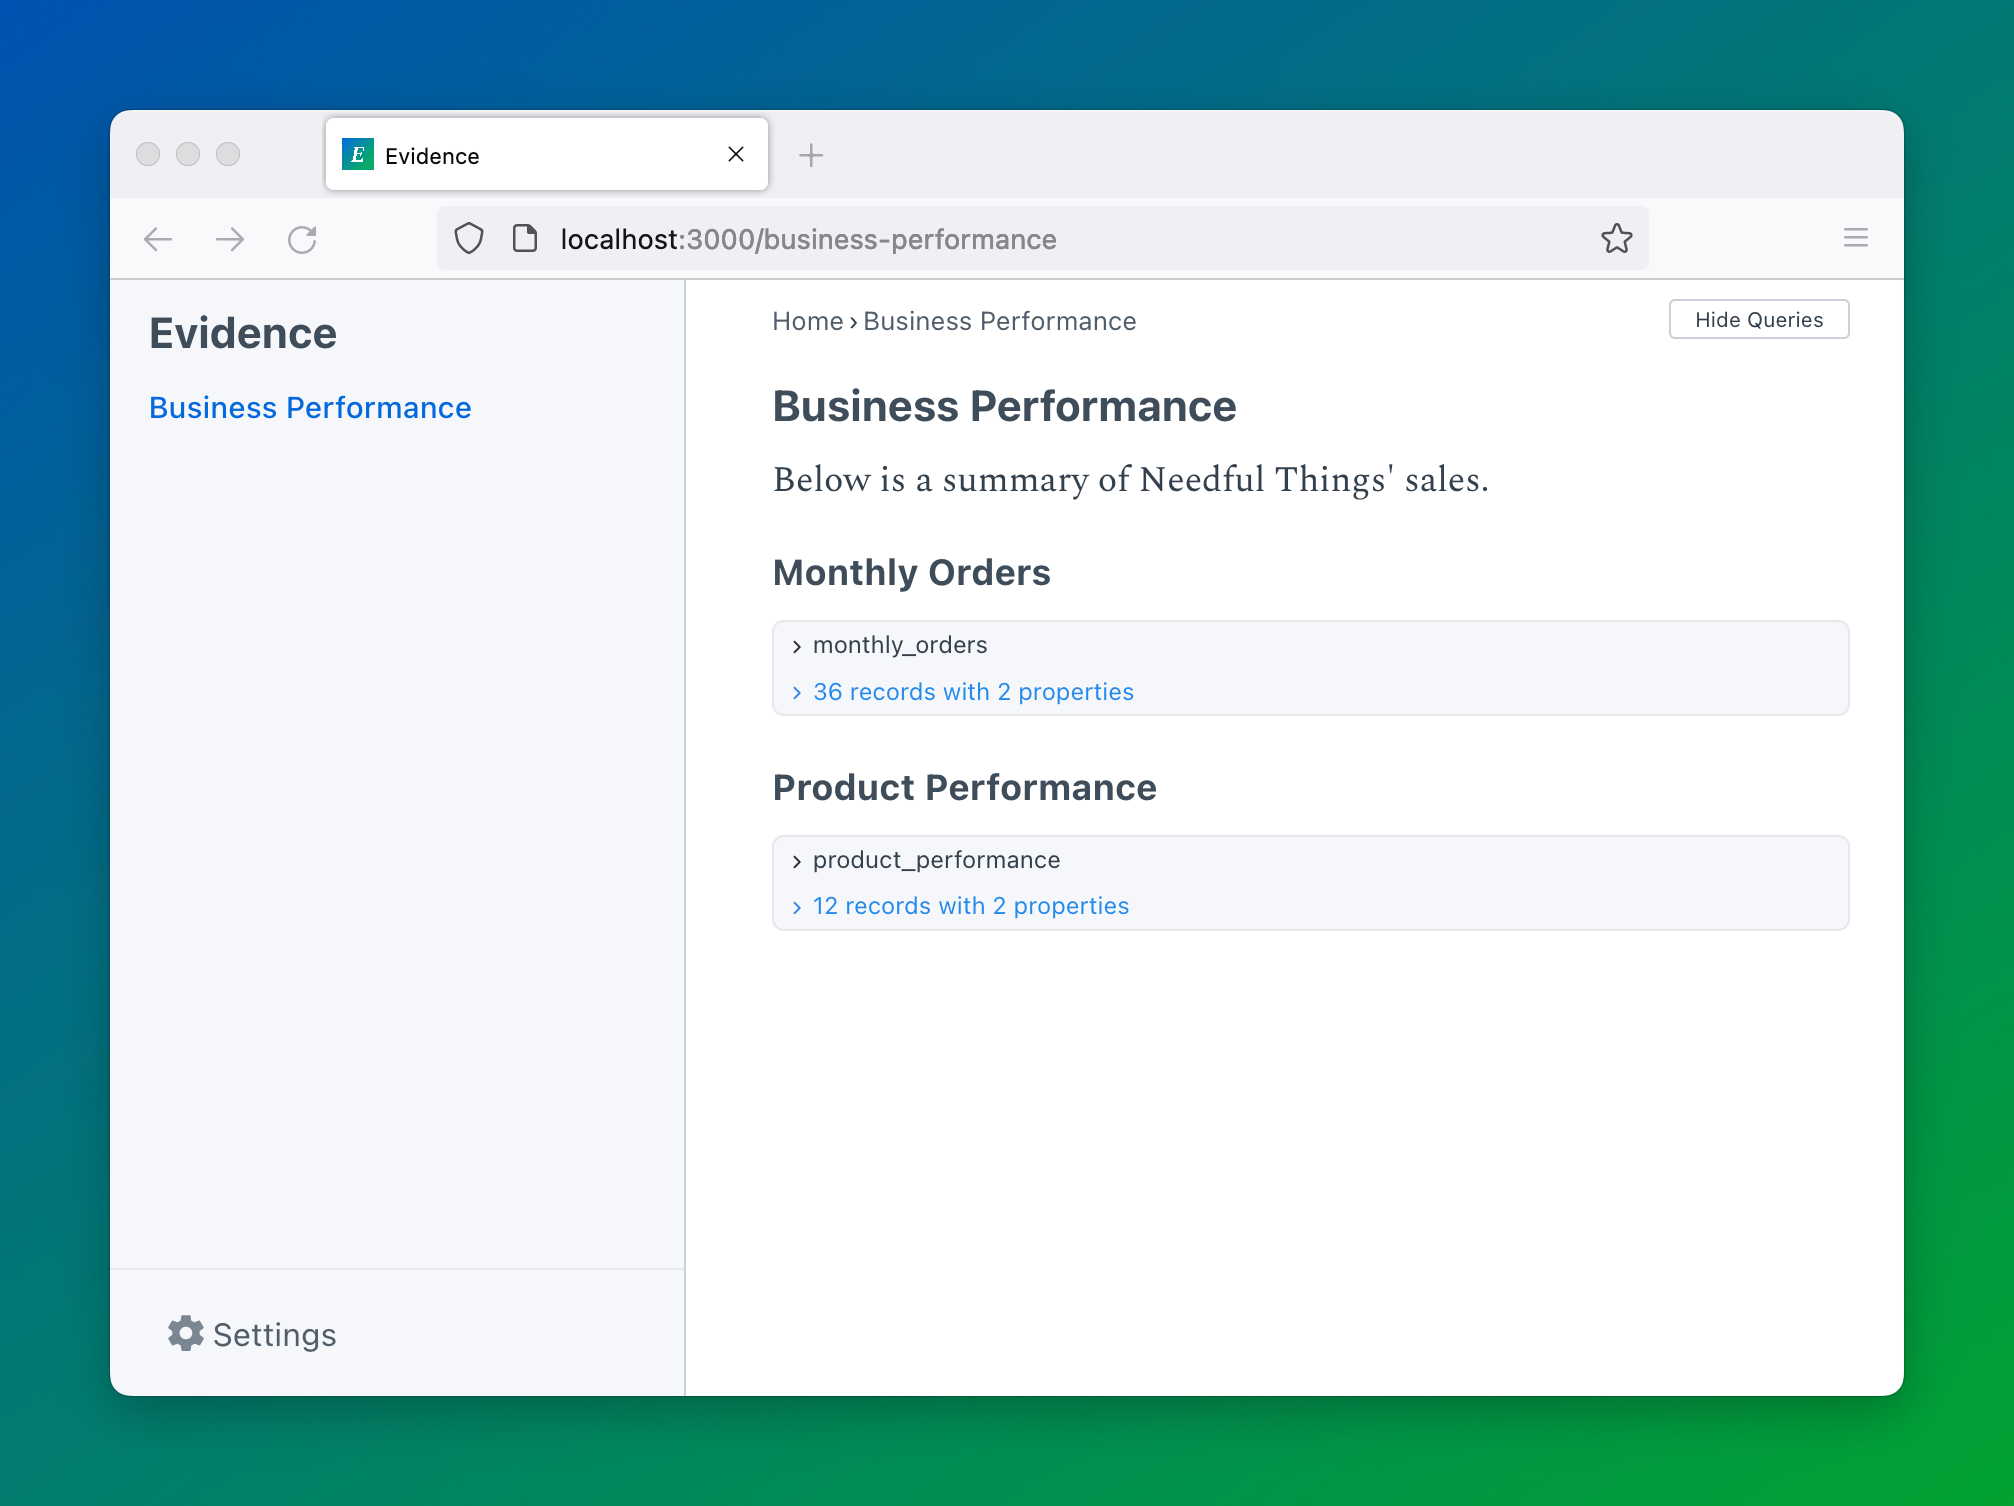 E Evidence
localhost:3000/business-performance
Evidence
Business Performance
Settings
Home › Business Performance
Hide Queries
Business Performance
Below is a summary of Needful Things' sales.
Monthly Orders
monthly_orders
36 records with 2 properties
Product Performance
product_performance
12 records with 2 properties